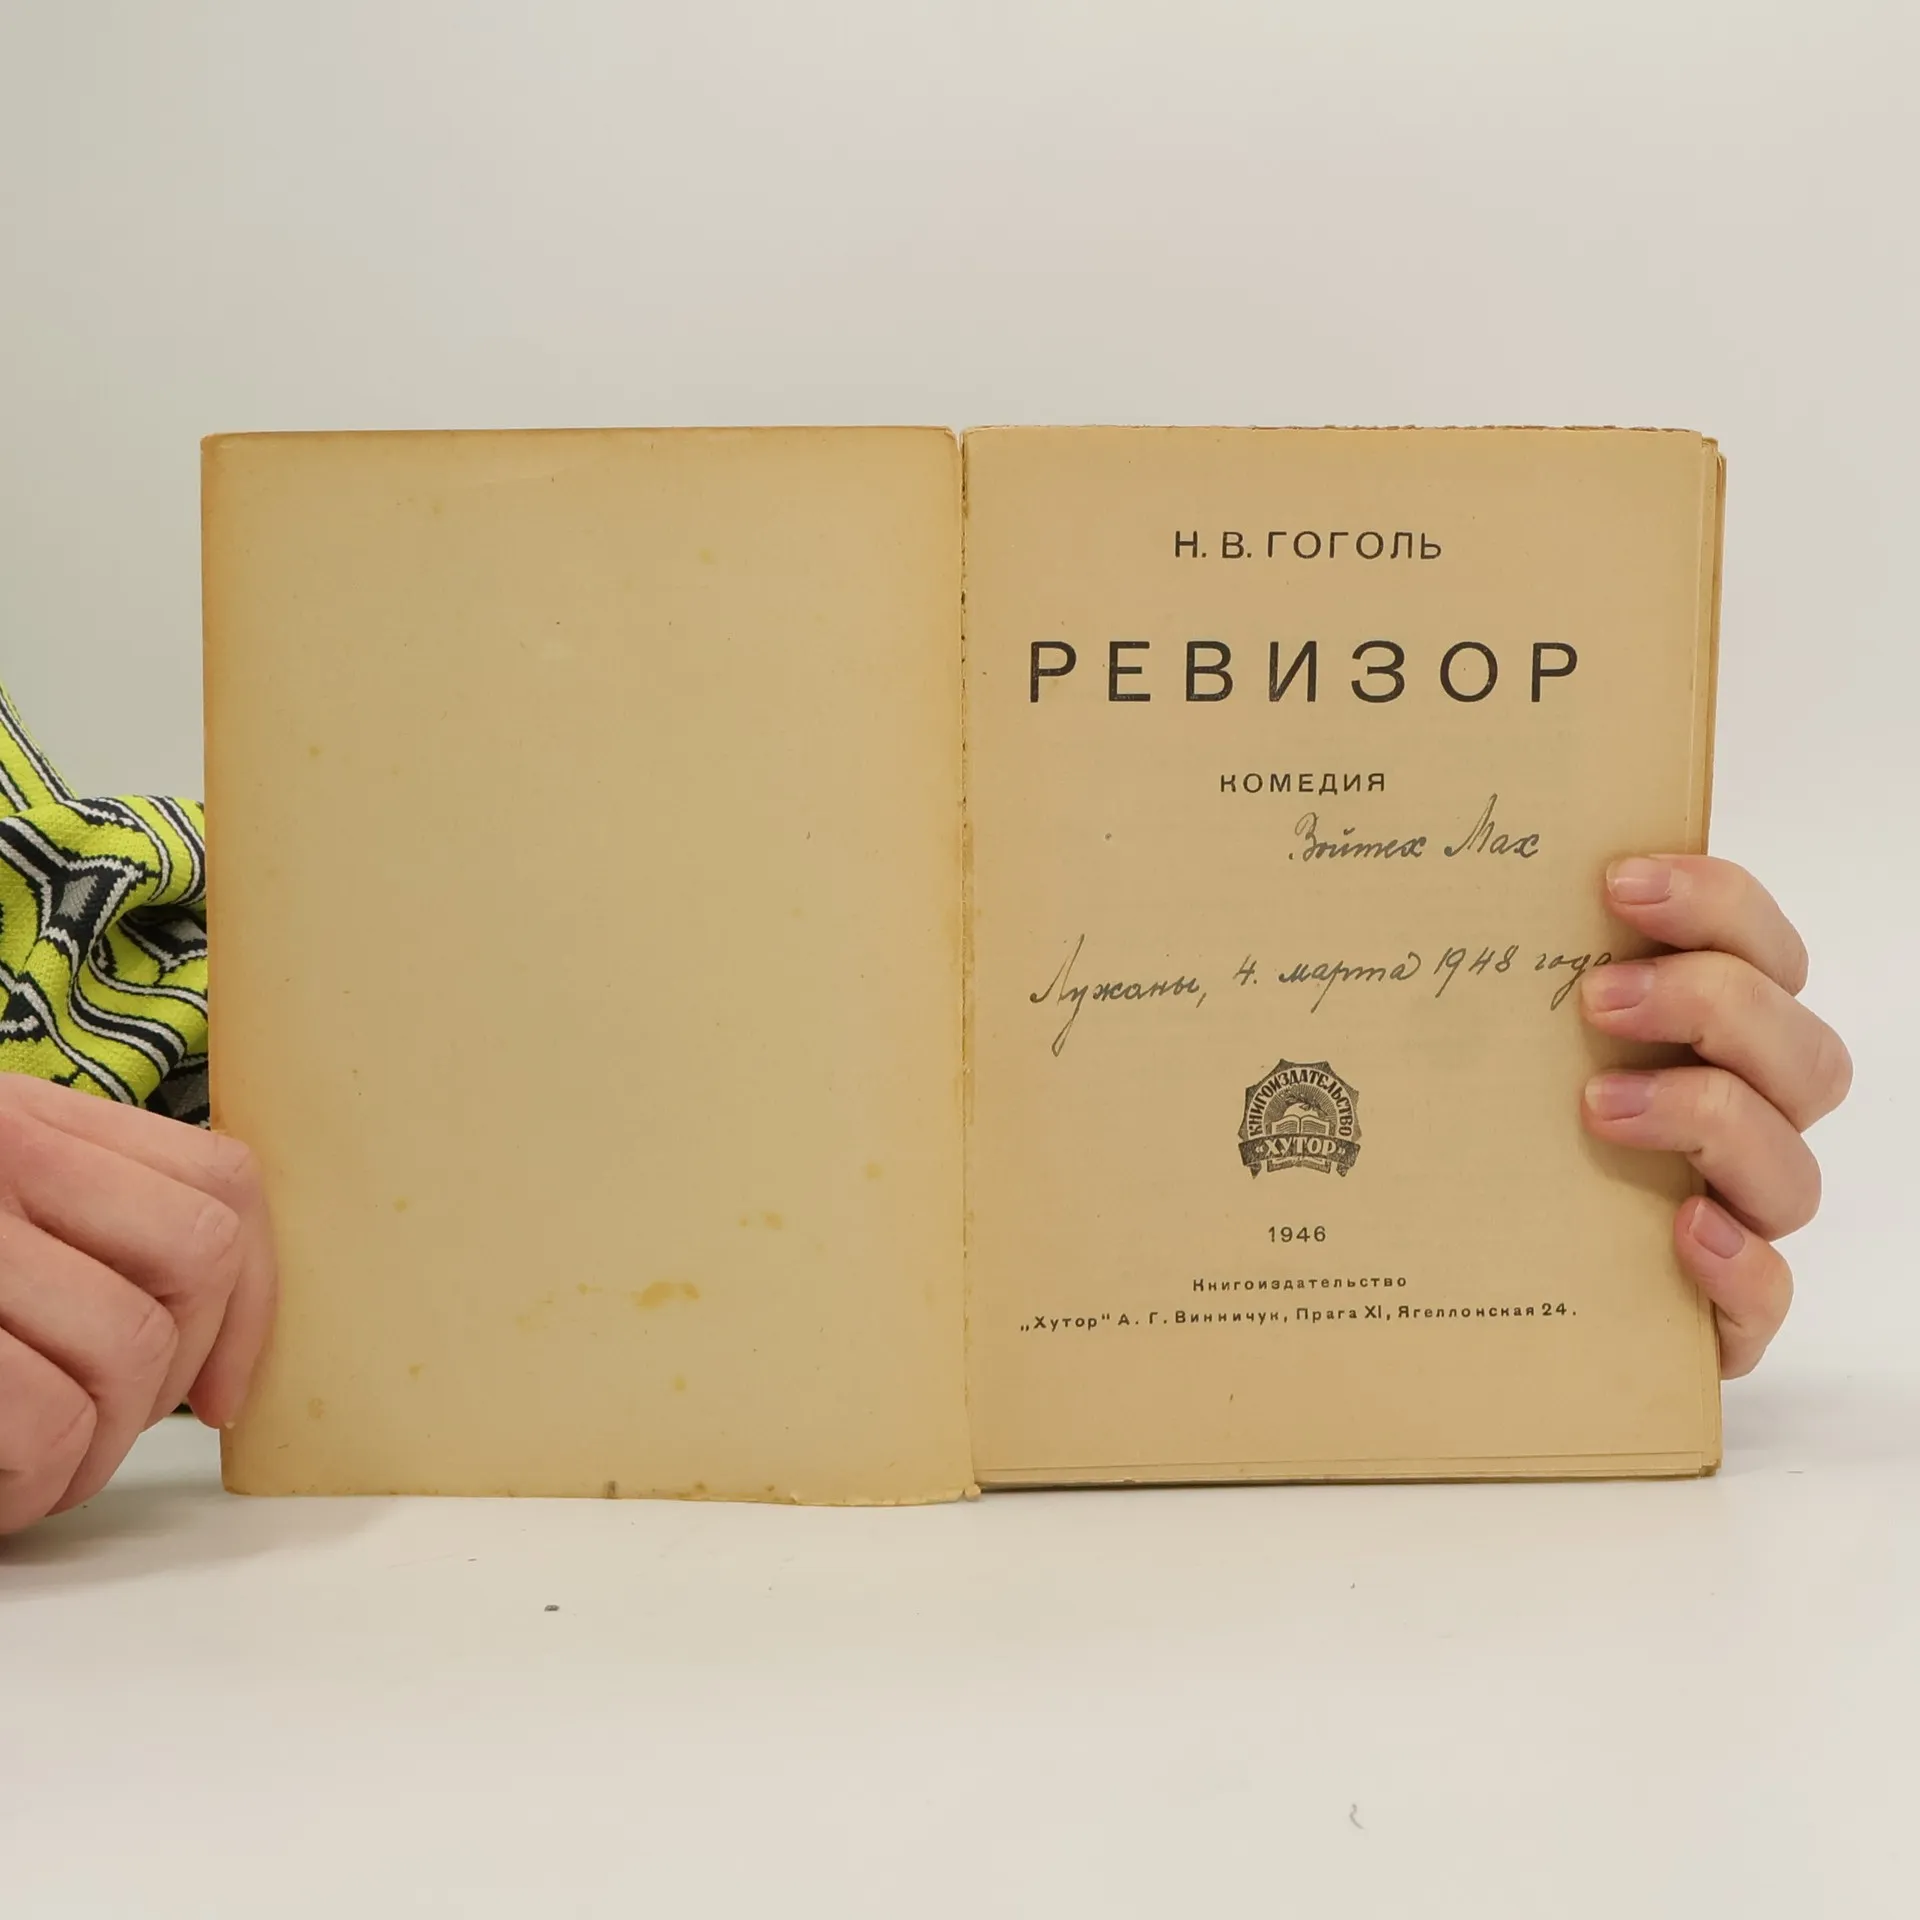 Н. В. ГОГОЛЬ
РЕВИЗОР
КОМЕДИЯ
Войтех Мах
Лужаны, 4. марта 1948 года
КНИГОИЗДАТЕЛЬСТВО
«ХУТОР»
1946
Книгоиздательство
„Хутор" А. Г. Винничук, Прага XI, Ягеллонская 24.